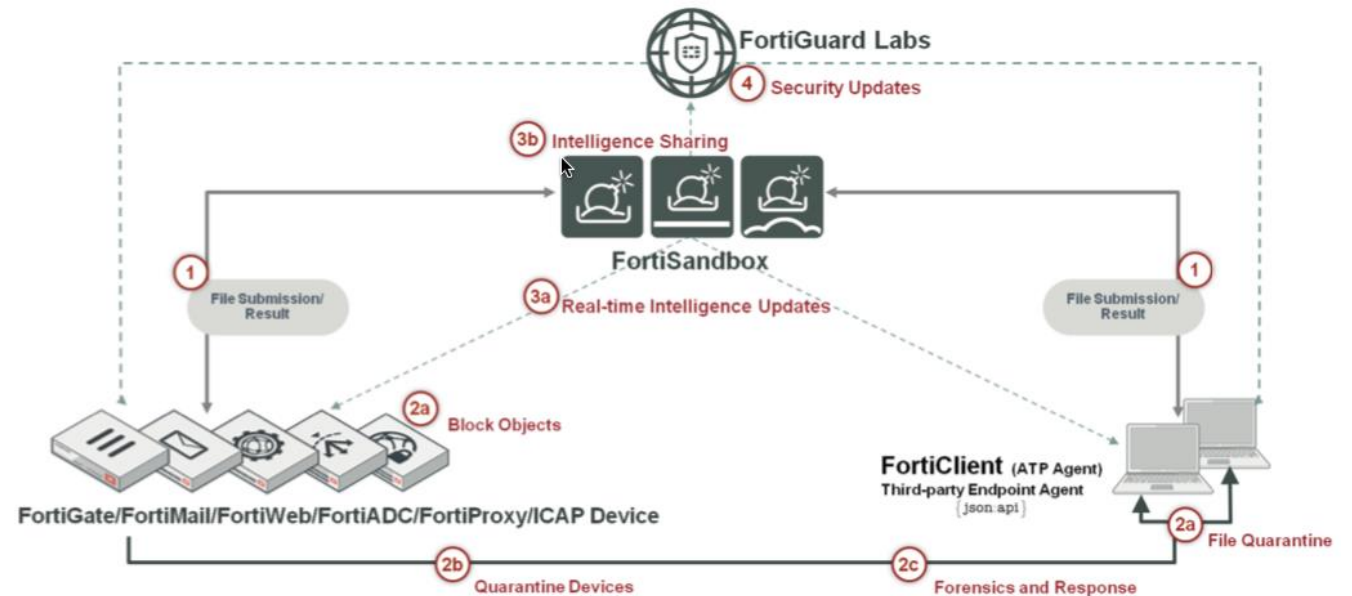 FortiGuard Labs
4
Security Updates
3b
Intelligence Sharing
FortiSandbox
1
File Submission/
Result
3a
Real-time Intelligence Updates
1
File Submission/
Result
2a
Block Objects
FortiClient (ATP Agent)
Third-party Endpoint Agent
{json:api}
FortiGate/FortiMail/FortiWeb/FortiADC/FortiProxy/ICAP Device
2a
File Quarantine
2b
Quarantine Devices
2c
Forensics and Response